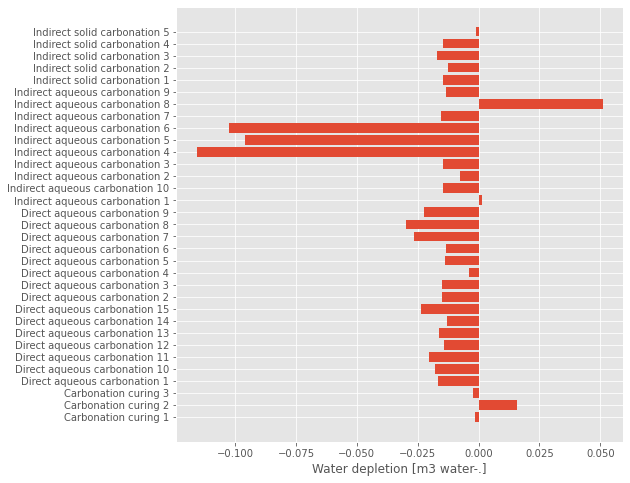 Indirect solid carbonation 5
Indirect solid carbonation 4
Indirect solid carbonation 3
Indirect solid carbonation 2
Indirect solid carbonation 1
Indirect aqueous carbonation 9
Indirect aqueous carbonation 8
Indirect aqueous carbonation 7
Indirect aqueous carbonation 6
Indirect aqueous carbonation 5
Indirect aqueous carbonation 4
Indirect aqueous carbonation 3
Indirect aqueous carbonation 2
Indirect aqueous carbonation 10
Indirect aqueous carbonation 1
Direct aqueous carbonation 9
Direct aqueous carbonation 8
Direct aqueous carbonation 7
Direct aqueous carbonation 6
Direct aqueous carbonation 5
Direct aqueous carbonation 4
Direct aqueous carbonation 3
Direct aqueous carbonation 2
Direct aqueous carbonation 15
Direct aqueous carbonation 14
Direct aqueous carbonation 13
Direct aqueous carbonation 12
Direct aqueous carbonation 11
Direct aqueous carbonation 10
Direct aqueous carbonation 1
Carbonation curing 3
Carbonation curing 2
Carbonation curing 1
−0.100 −0.075 −0.050 −0.025 0.000 0.025 0.050
Water depletion [m3 water-.]